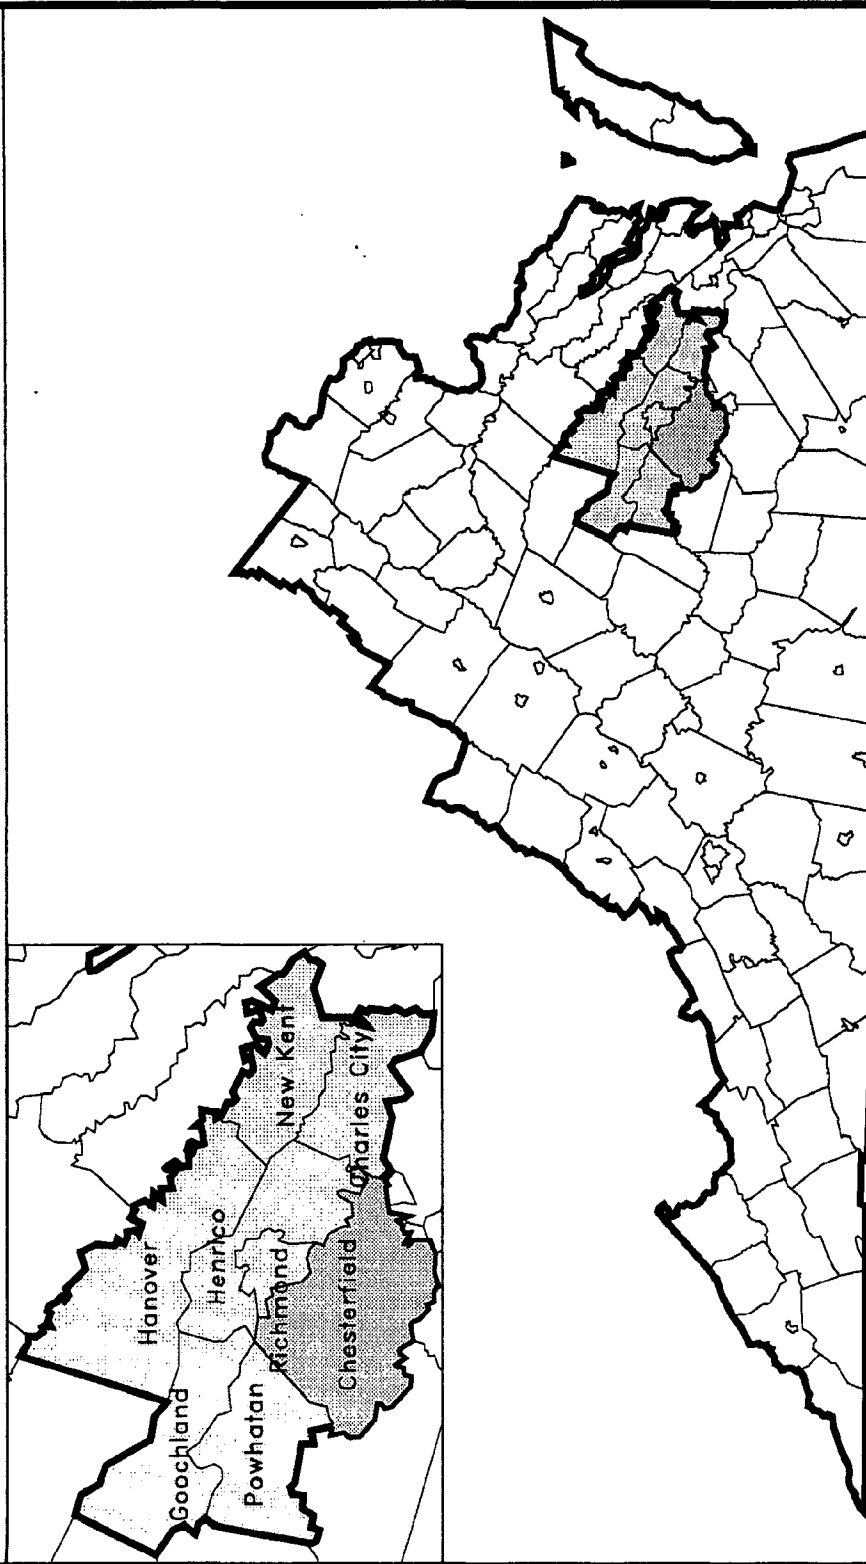 Hanover
Henrico
New Kent
Goochland
Richmond
Charles City
Powhatan
Chesterfield